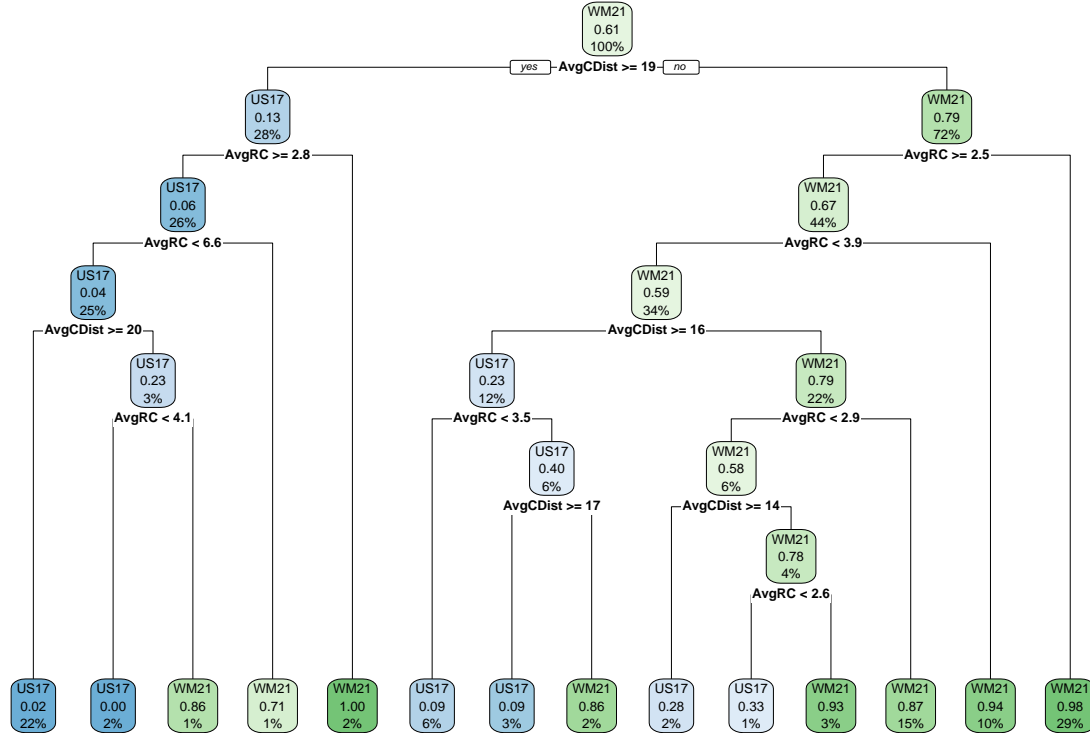 WM21
0.61
100%
yes AvgCDist >= 19 no
US17
0.13
28%
WM21
0.79
72%
AvgRC >= 2.8
AvgRC >= 2.5
US17
0.06
26%
WM21
0.67
44%
AvgRC < 6.6
AvgRC < 3.9
US17
0.04
25%
WM21
0.59
34%
AvgCDist >= 20
AvgCDist >= 16
US17
0.23
3%
US17
0.23
12%
WM21
0.79
22%
AvgRC < 4.1
AvgRC < 3.5
AvgRC < 2.9
US17
0.40
6%
WM21
0.58
6%
AvgCDist >= 17
AvgCDist >= 14
WM21
0.78
4%
AvgRC < 2.6
US17
0.02
22%
US17
0.00
2%
WM21
0.86
1%
WM21
0.71
1%
WM21
1.00
2%
US17
0.09
6%
US17
0.09
3%
WM21
0.86
2%
US17
0.28
2%
US17
0.33
1%
WM21
0.93
3%
WM21
0.87
15%
WM21
0.94
10%
WM21
0.98
29%